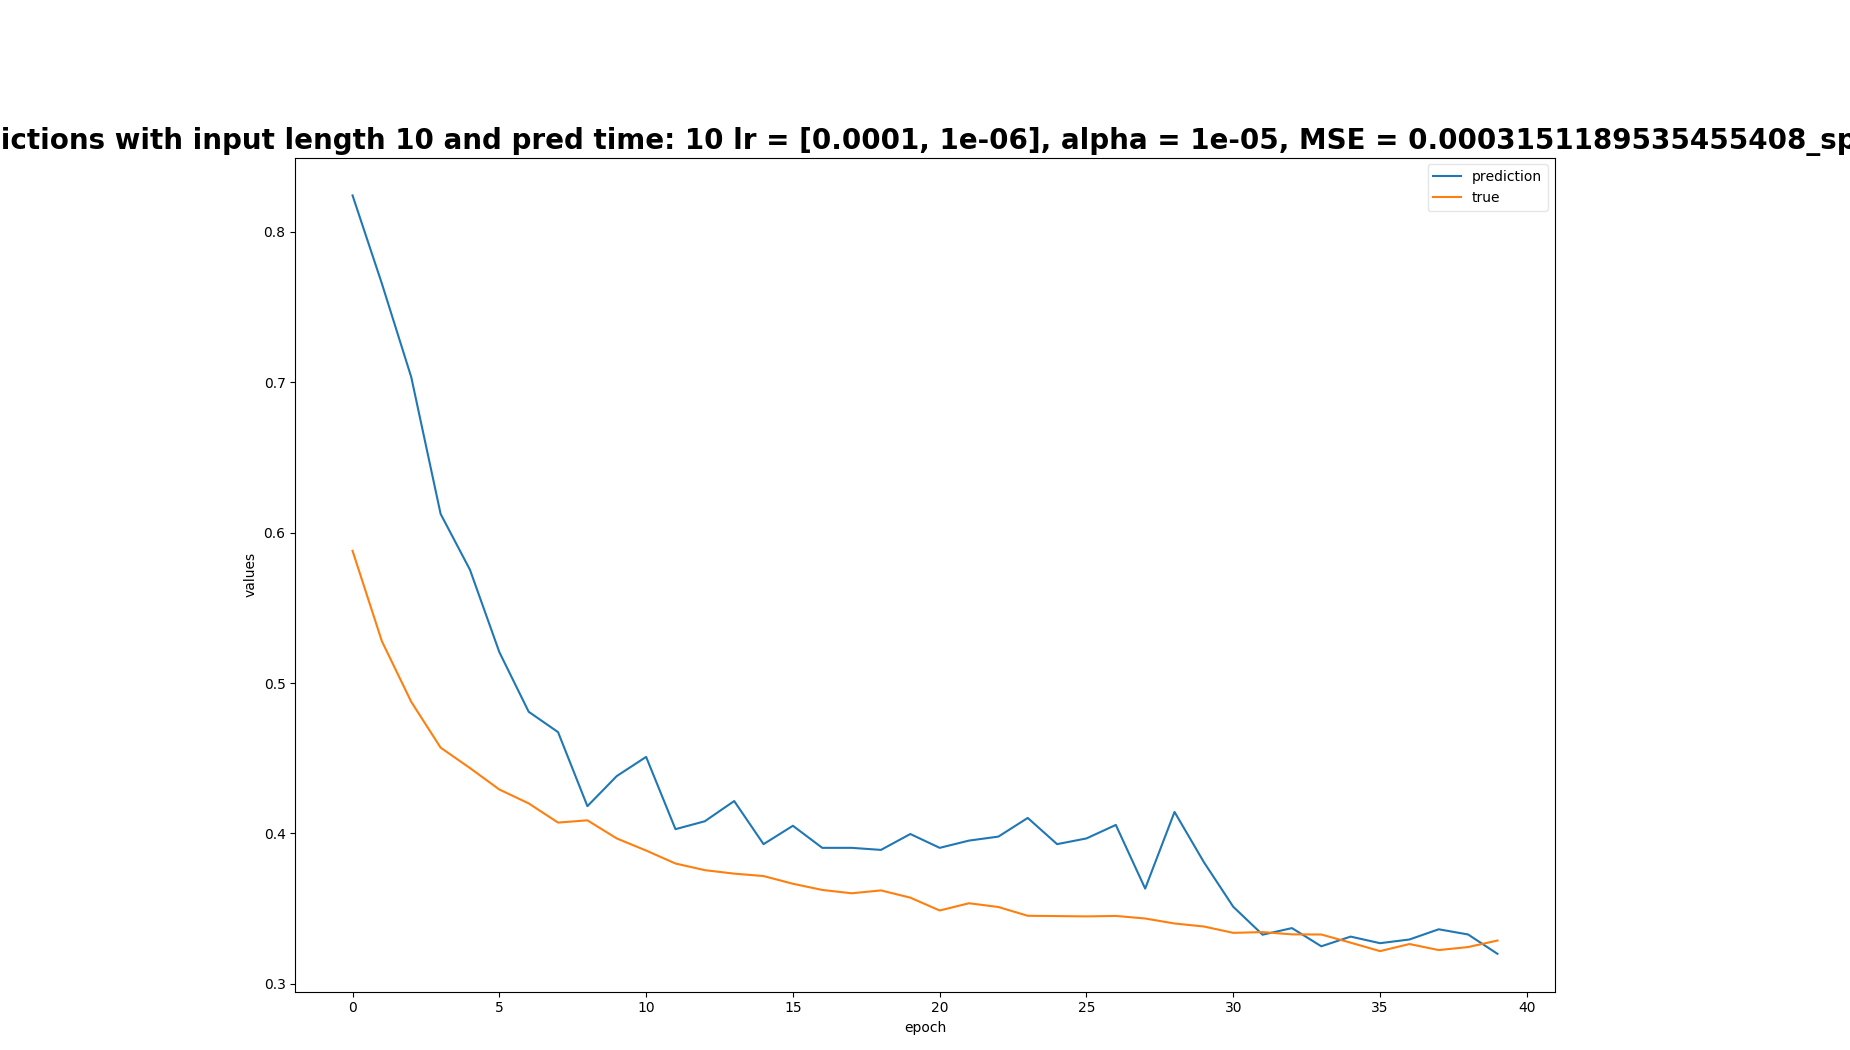 ictions with input length 10 and pred time: 10 lr = [0.0001, 1e-06], alpha = 1e-05, MSE = 0.0003151189535455408_sp
prediction
true
0.8
0.7
0.6
0.5
0.4
0.3
values
0 5 10 15 20 25 30 35 40
epoch